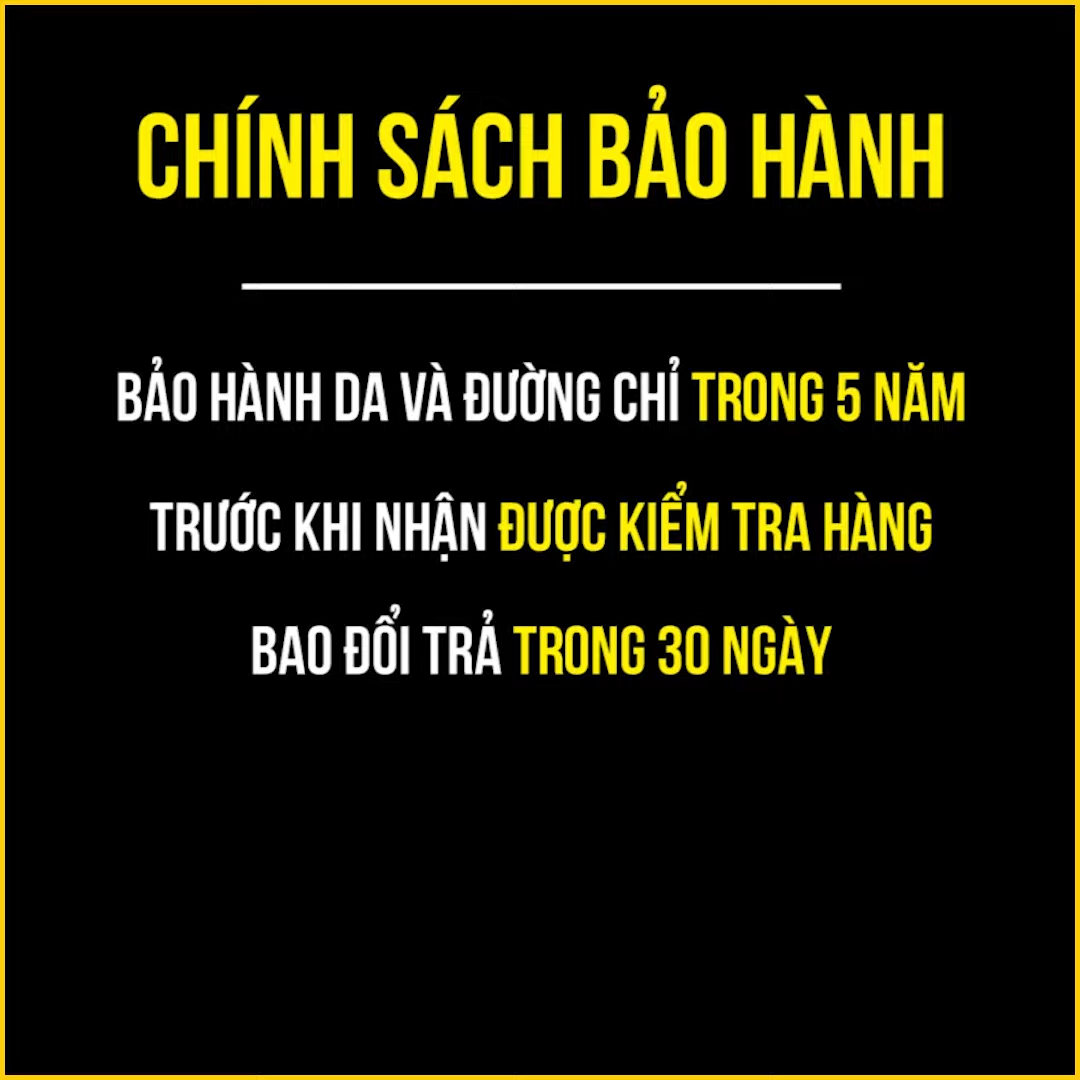 CHÍNH SÁCH BẢO HÀNH
BẢO HÀNH DA VÀ ĐƯỜNG CHỈ TRONG 5 NĂM
TRƯỚC KHI NHẬN ĐƯỢC KIỂM TRA HÀNG
BAO ĐỔI TRẢ TRONG 30 NGÀY